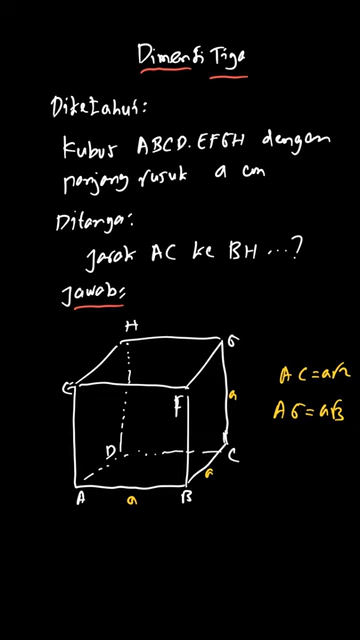 Dimensi Tiga
Diketahui:
Kubus ABCD.EFGH dengan
panjang rusuk a cm
Ditanya:
Jarak AC ke BH ...?
Jawab:
H
G
E
F
AC=a√2
a
AG=a√3
D
C
a
A
a
B